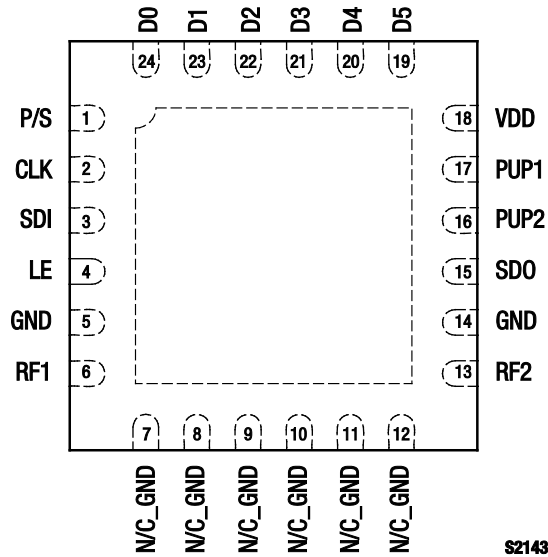 D0 D1 D2 D3 D4 D5
24 23 22 21 20 19
P/S 1 18 VDD
CLK 2 17 PUP1
SDI 3 16 PUP2
LE 4 15 SDO
GND 5 14 GND
RF1 6 13 RF2
7 8 9 10 11 12
N/C_GND N/C_GND N/C_GND N/C_GND N/C_GND N/C_GND
S2143